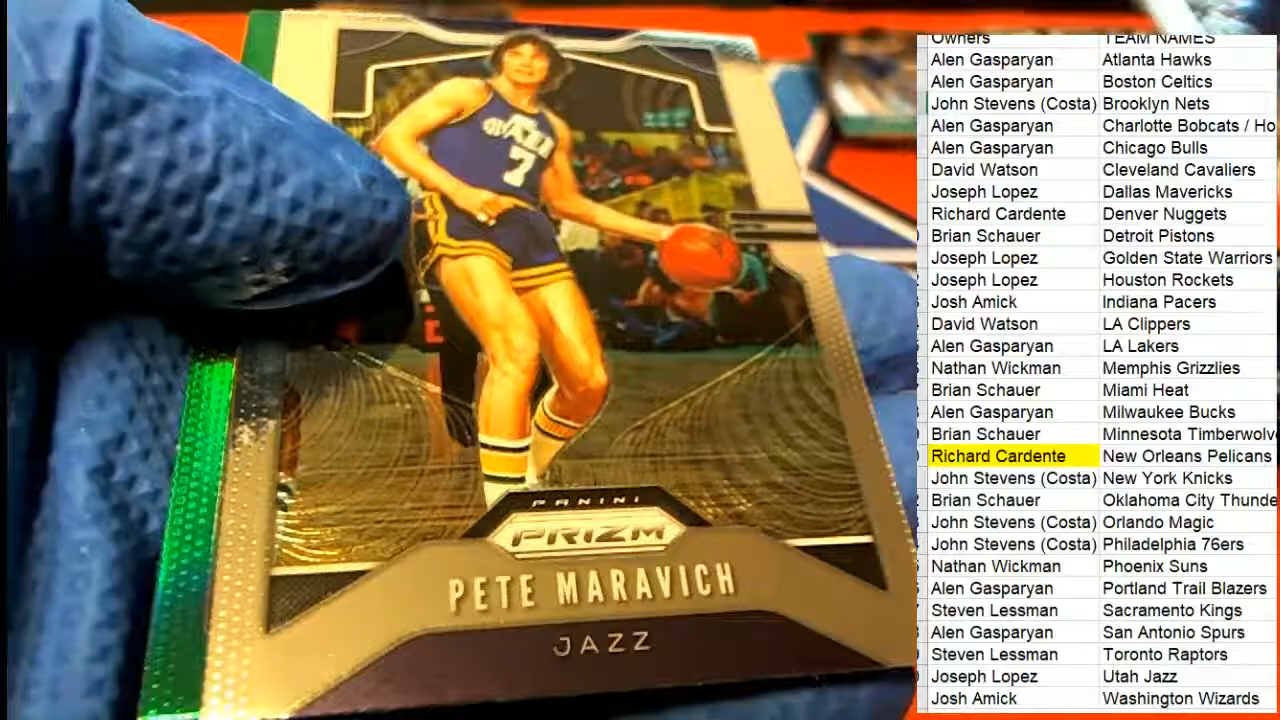 7
PANINI
PRIZM
PETE MARAVICH
JAZZ
Owners TEAM NAMES
Alen Gasparyan Atlanta Hawks
Alen Gasparyan Boston Celtics
John Stevens (Costa) Brooklyn Nets
Alen Gasparyan Charlotte Bobcats / Ho
Alen Gasparyan Chicago Bulls
David Watson Cleveland Cavaliers
Joseph Lopez Dallas Mavericks
Richard Cardente Denver Nuggets
Brian Schauer Detroit Pistons
Joseph Lopez Golden State Warriors
Joseph Lopez Houston Rockets
Josh Amick Indiana Pacers
David Watson LA Clippers
Alen Gasparyan LA Lakers
Nathan Wickman Memphis Grizzlies
Brian Schauer Miami Heat
Alen Gasparyan Milwaukee Bucks
Brian Schauer Minnesota Timberwolv
Richard Cardente New Orleans Pelicans
John Stevens (Costa) New York Knicks
Brian Schauer Oklahoma City Thunde
John Stevens (Costa) Orlando Magic
John Stevens (Costa) Philadelphia 76ers
Nathan Wickman Phoenix Suns
Alen Gasparyan Portland Trail Blazers
Steven Lessman Sacramento Kings
Alen Gasparyan San Antonio Spurs
Steven Lessman Toronto Raptors
Joseph Lopez Utah Jazz
Josh Amick Washington Wizards